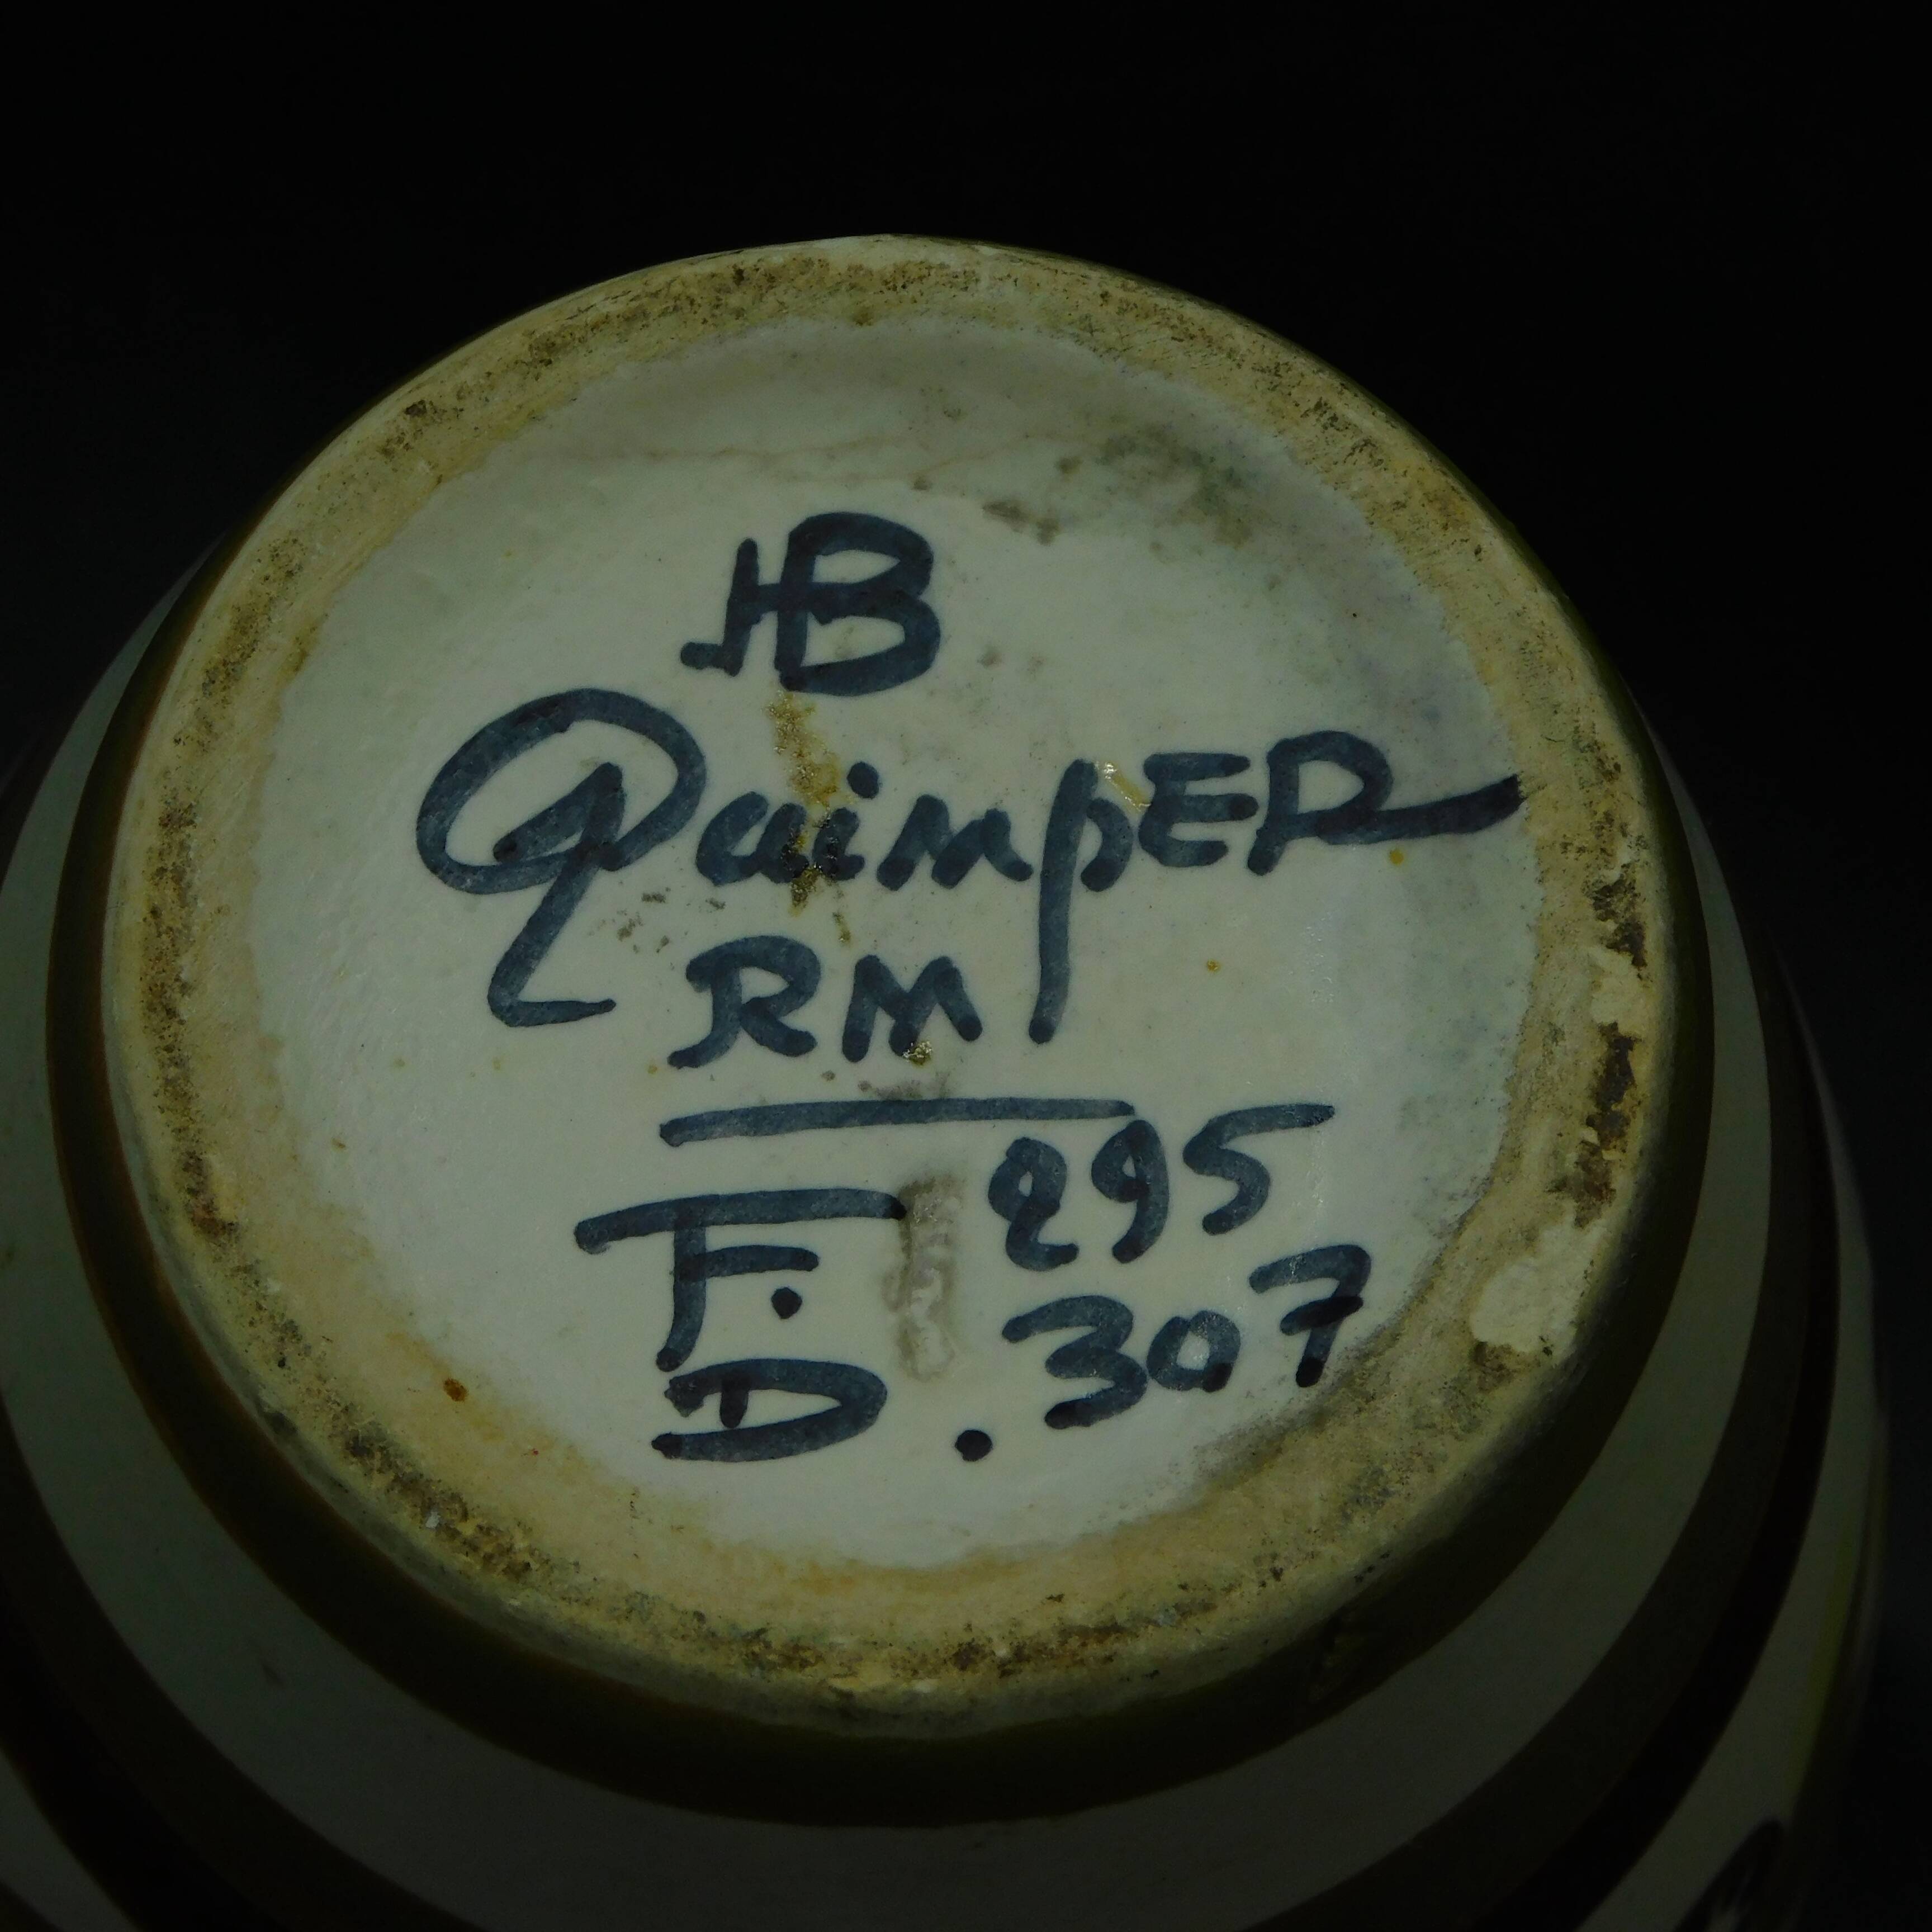 HB
QuimpER
RM
F. 295
D. 307